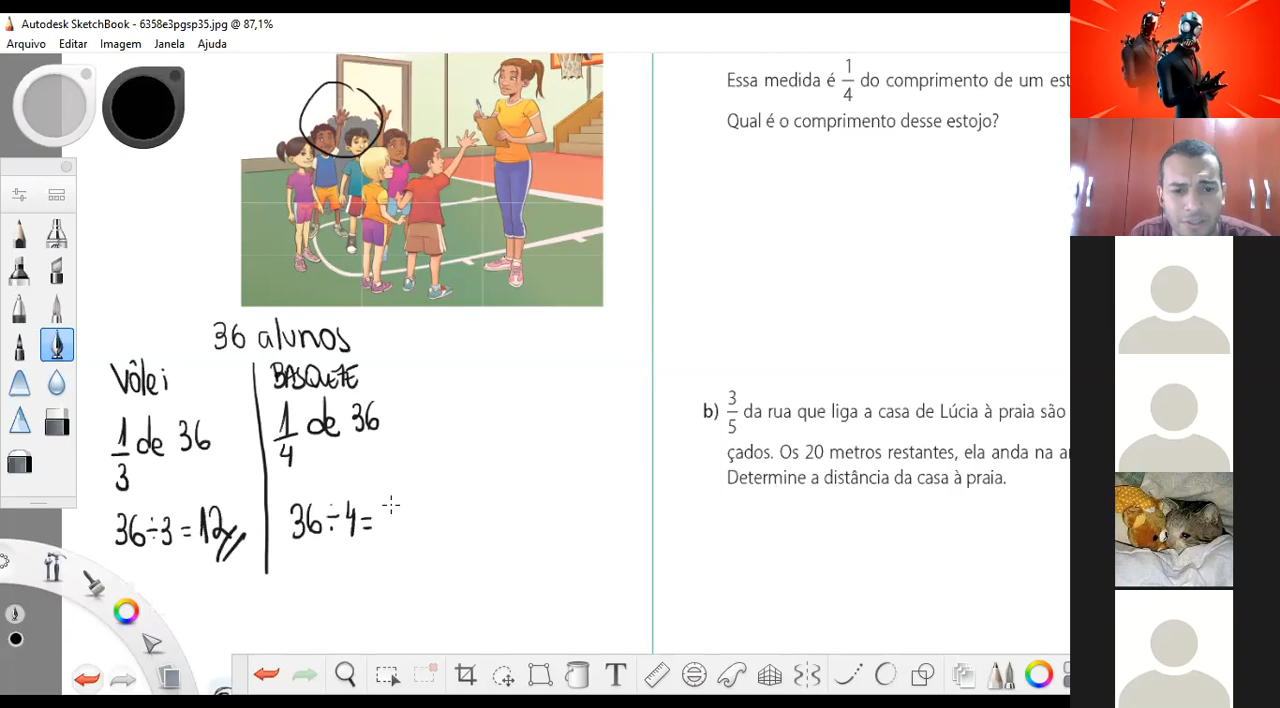 Autodesk SketchBook - 6358e3pgsp35.jpg @ 87,1%
Arquivo Editar Imagem Janela Ajuda
36 alunos
Vôlei
1/3 de 36
36÷3=12
BASQUETE
1/4 de 36
36÷4=
Essa medida é 1/4 do comprimento de um est
Qual é o comprimento desse estojo?
b) 3/5 da rua que liga a casa de Lúcia à praia são
çados. Os 20 metros restantes, ela anda na ar
Determine a distância da casa à praia.
T